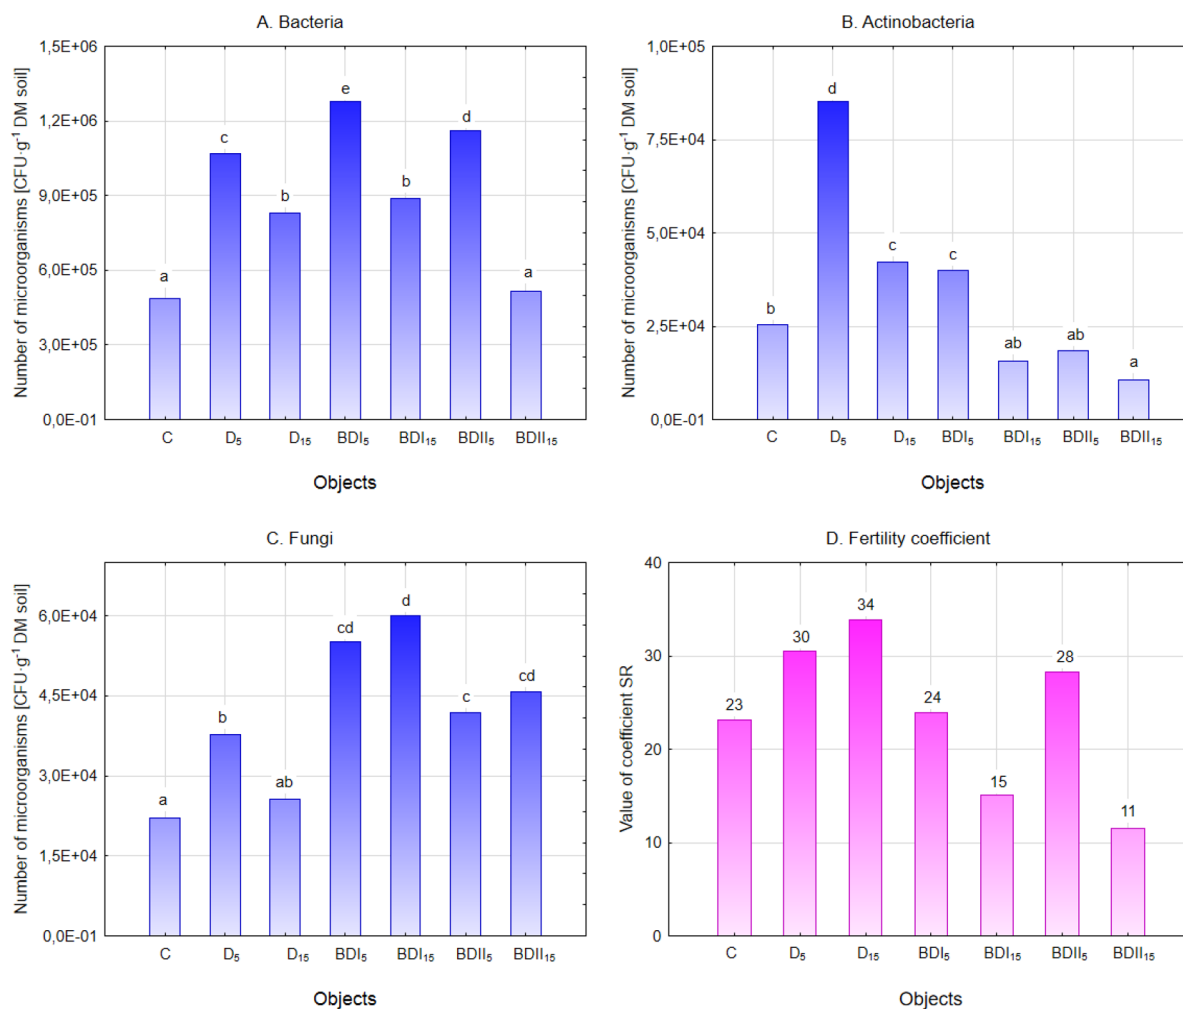 A. Bacteria
Number of microorganisms [CFU·g⁻¹ DM soil]
1,5E+06
1,2E+06
9,0E+05
6,0E+05
3,0E+05
0,0E-01
a
c
b
e
b
d
a
C D₅ D₁₅ BDI₅ BDI₁₅ BDII₅ BDII₁₅
Objects
B. Actinobacteria
Number of microorganisms [CFU·g⁻¹ DM soil]
1,0E+05
7,5E+04
5,0E+04
2,5E+04
0,0E-01
b
d
c
c
ab
ab
a
C D₅ D₁₅ BDI₅ BDI₁₅ BDII₅ BDII₁₅
Objects
C. Fungi
Number of microorganisms [CFU·g⁻¹ DM soil]
6,0E+04
4,5E+04
3,0E+04
1,5E+04
0,0E-01
a
b
ab
cd
d
c
cd
C D₅ D₁₅ BDI₅ BDI₁₅ BDII₅ BDII₁₅
Objects
D. Fertility coefficient
Value of coefficient SR
40
30
20
10
0
23
30
34
24
15
28
11
C D₅ D₁₅ BDI₅ BDI₁₅ BDII₅ BDII₁₅
Objects